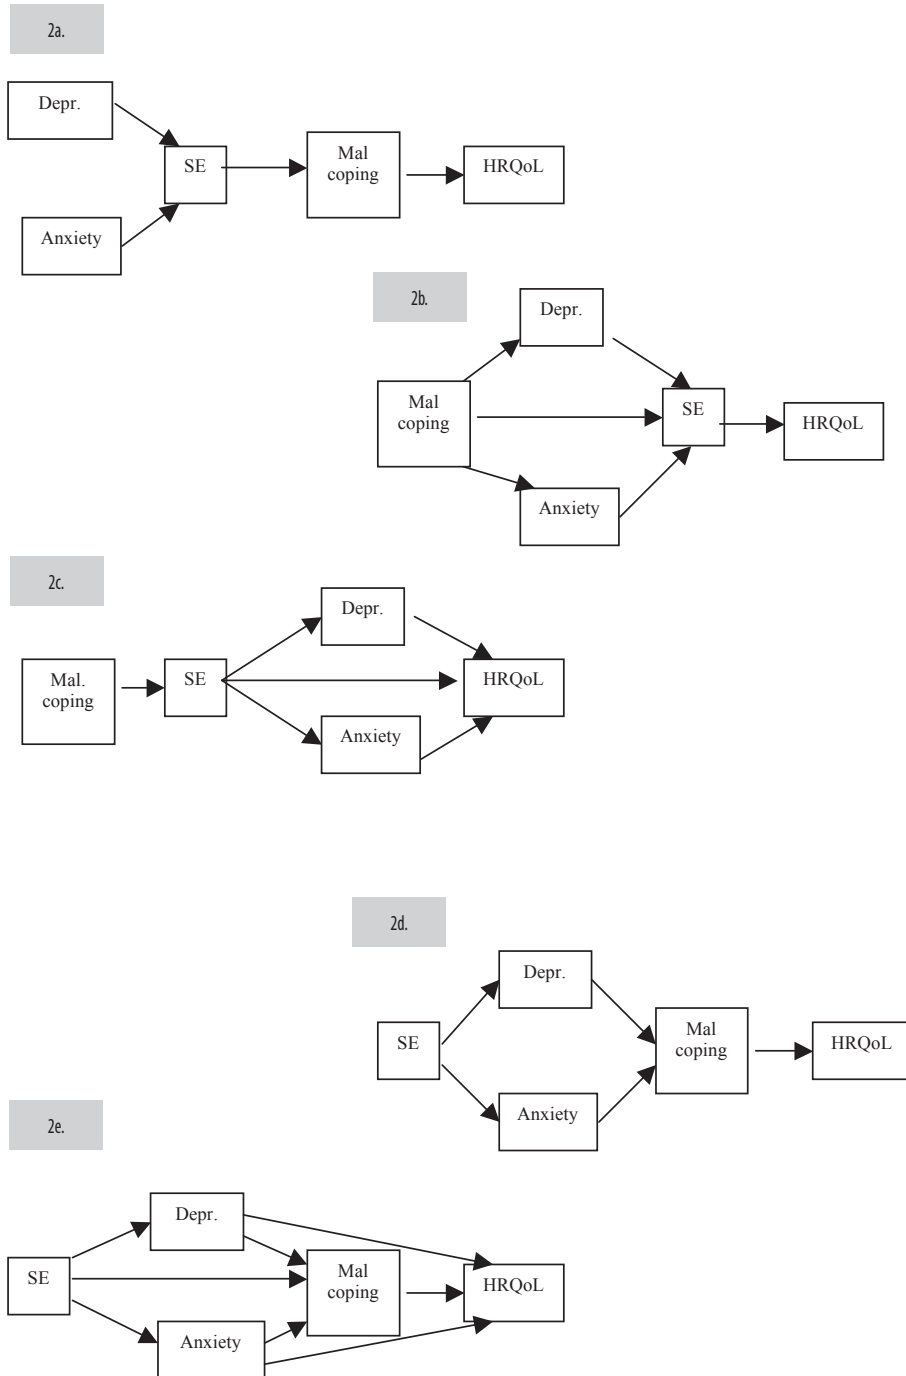 2a.
Depr.
SE
Mal
coping
HRQoL
Anxiety
2b.
Depr.
Mal
coping
SE
HRQoL
Anxiety
2c.
Depr.
Mal.
coping
SE
HRQoL
Anxiety
2d.
Depr.
SE
Mal
coping
HRQoL
Anxiety
2e.
Depr.
SE
Mal
coping
HRQoL
Anxiety